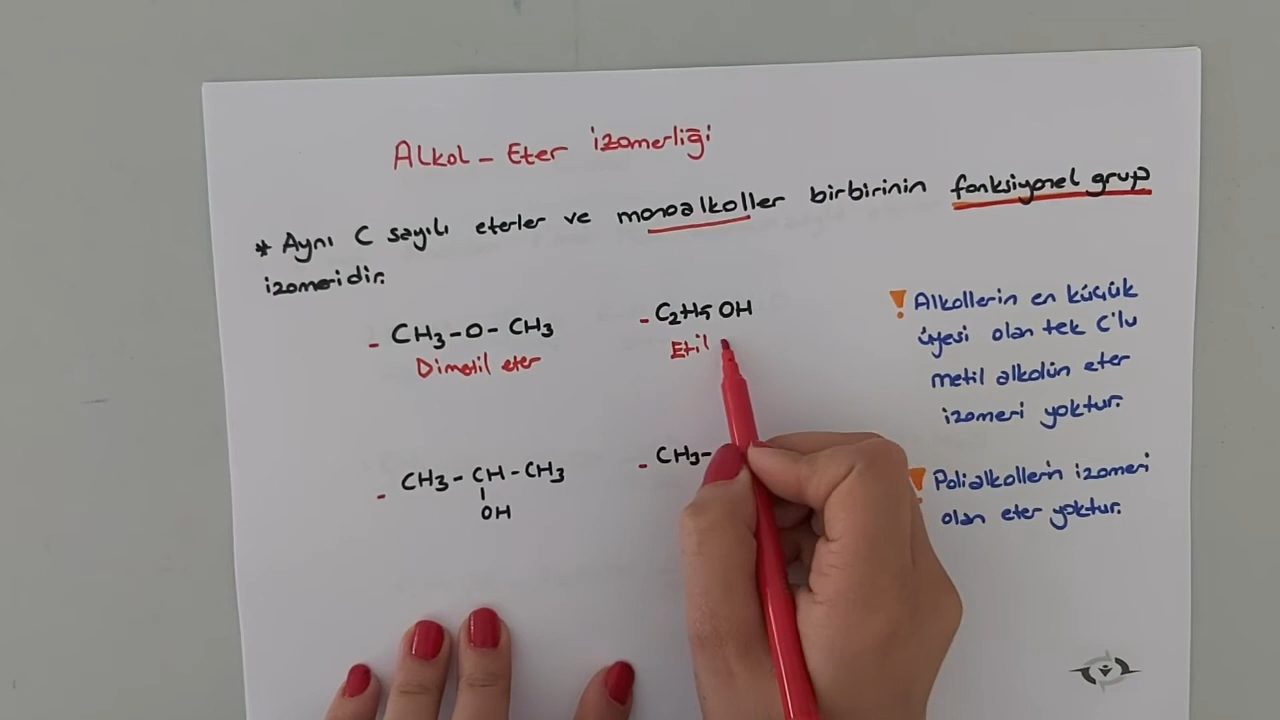 Alkol - Eter izomerliği
* Aynı C sayılı eterler ve monoalkoller birbirinin fonksiyonel grup
izomeridir.
- CH3-O-CH3
Dimetil eter
- C2H5OH
Etil
- CH3-CH-CH3
OH
- CH3-
! Alkollerin en küçük
üyesi olan tek C'lu
metil alkolün eter
izomeri yoktur.
! Polialkollerin izomeri
olan eter yoktur.